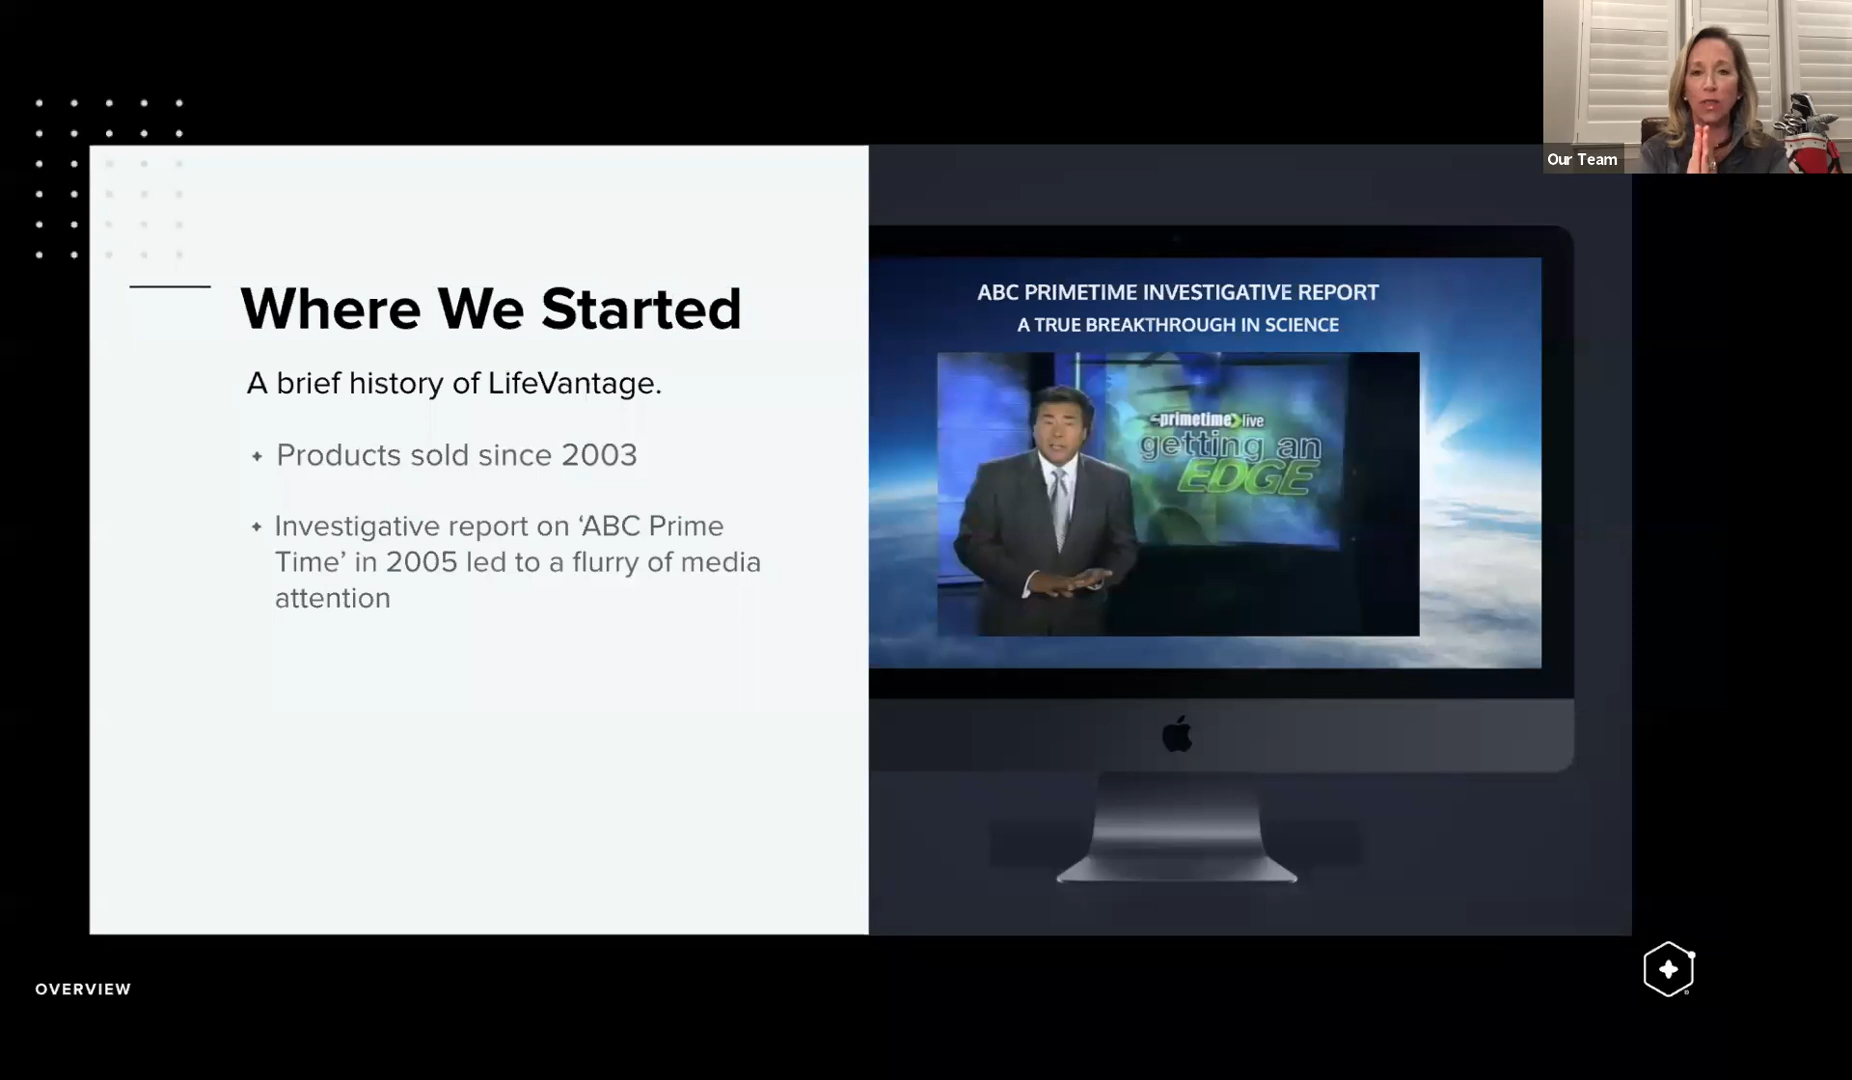 Our Team
Where We Started
A brief history of LifeVantage.
Products sold since 2003
Investigative report on ‘ABC Prime
Time’ in 2005 led to a flurry of media
attention
ABC PRIMETIME INVESTIGATIVE REPORT
A TRUE BREAKTHROUGH IN SCIENCE
primetime live
getting an
EDGE
OVERVIEW